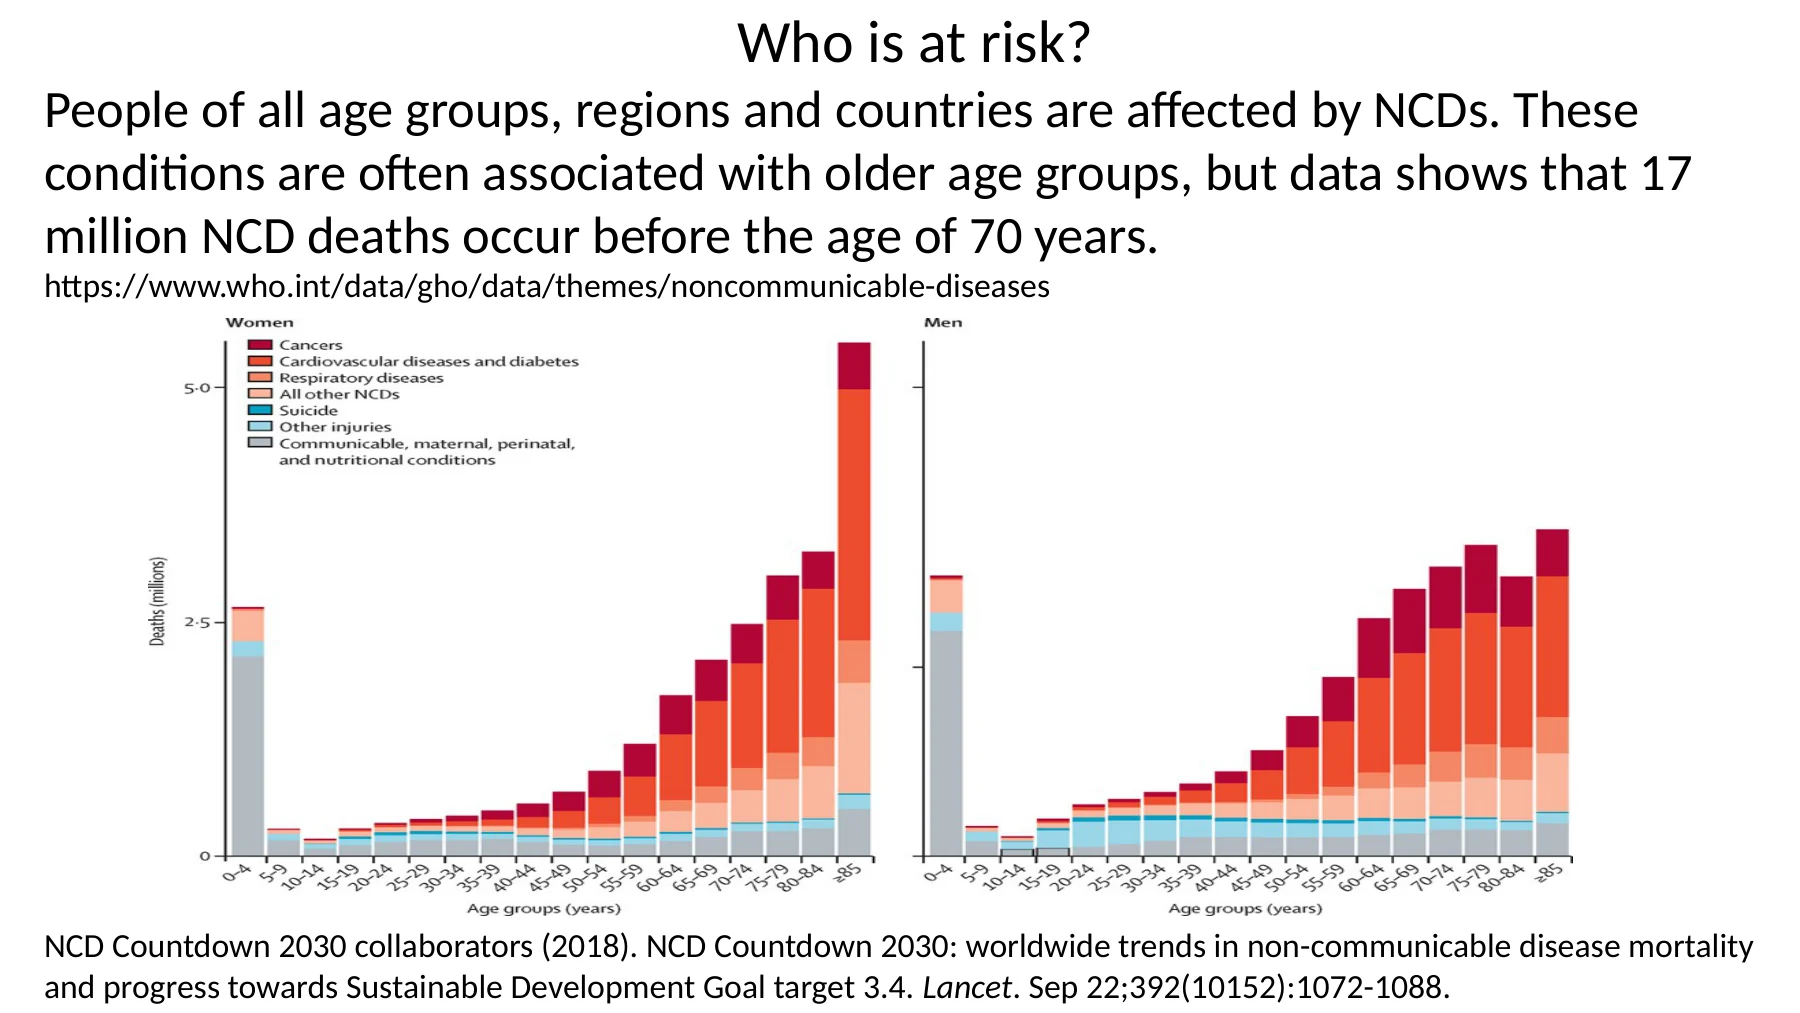 Who is at risk?
People of all age groups, regions and countries are affected by NCDs. These
conditions are often associated with older age groups, but data shows that 17
million NCD deaths occur before the age of 70 years.
https://www.who.int/data/gho/data/themes/noncommunicable-diseases
Women
Cancers
Cardiovascular diseases and diabetes
Respiratory diseases
All other NCDs
Suicide
Other injuries
Communicable, maternal, perinatal,
and nutritional conditions
Deaths (millions)
5·0
2·5
0
0–4 5–9 10–14 15–19 20–24 25–29 30–34 35–39 40–44 45–49 50–54 55–59 60–64 65–69 70–74 75–79 80–84 ≥85
Age groups (years)
Men
0–4 5–9 10–14 15–19 20–24 25–29 30–34 35–39 40–44 45–49 50–54 55–59 60–64 65–69 70–74 75–79 80–84 ≥85
Age groups (years)
NCD Countdown 2030 collaborators (2018). NCD Countdown 2030: worldwide trends in non-communicable disease mortality
and progress towards Sustainable Development Goal target 3.4. Lancet. Sep 22;392(10152):1072-1088.